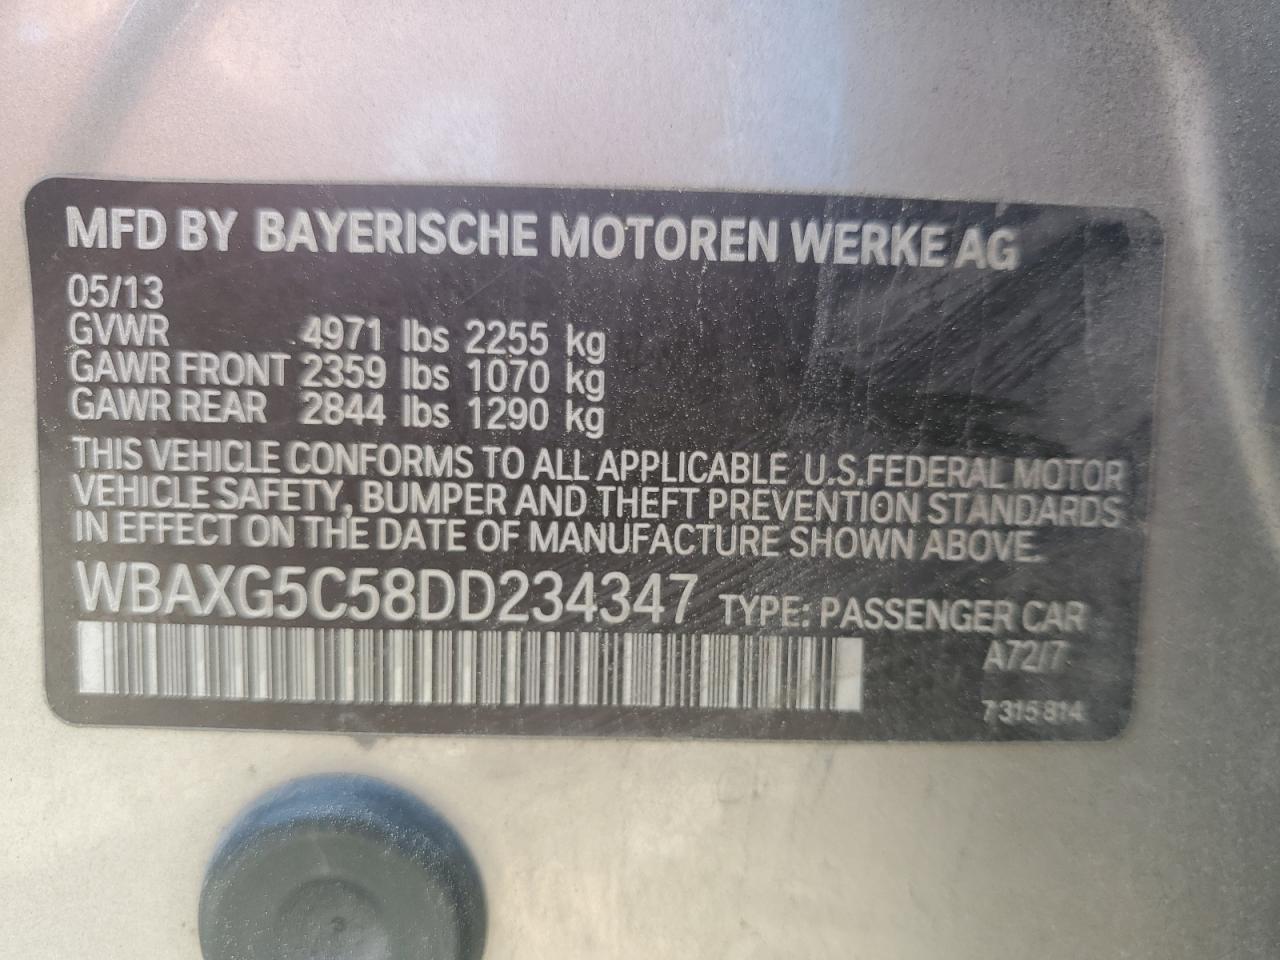 MFD BY BAYERISCHE MOTOREN WERKE AG
05/13
GVWR 4971 lbs 2255 kg
GAWR FRONT 2359 lbs 1070 kg
GAWR REAR 2844 lbs 1290 kg
THIS VEHICLE CONFORMS TO ALL APPLICABLE U.S.FEDERAL MOTOR
VEHICLE SAFETY, BUMPER AND THEFT PREVENTION STANDARDS
IN EFFECT ON THE DATE OF MANUFACTURE SHOWN ABOVE.
WBAXG5C58DD234347 TYPE: PASSENGER CAR
A72/7
7 315 814